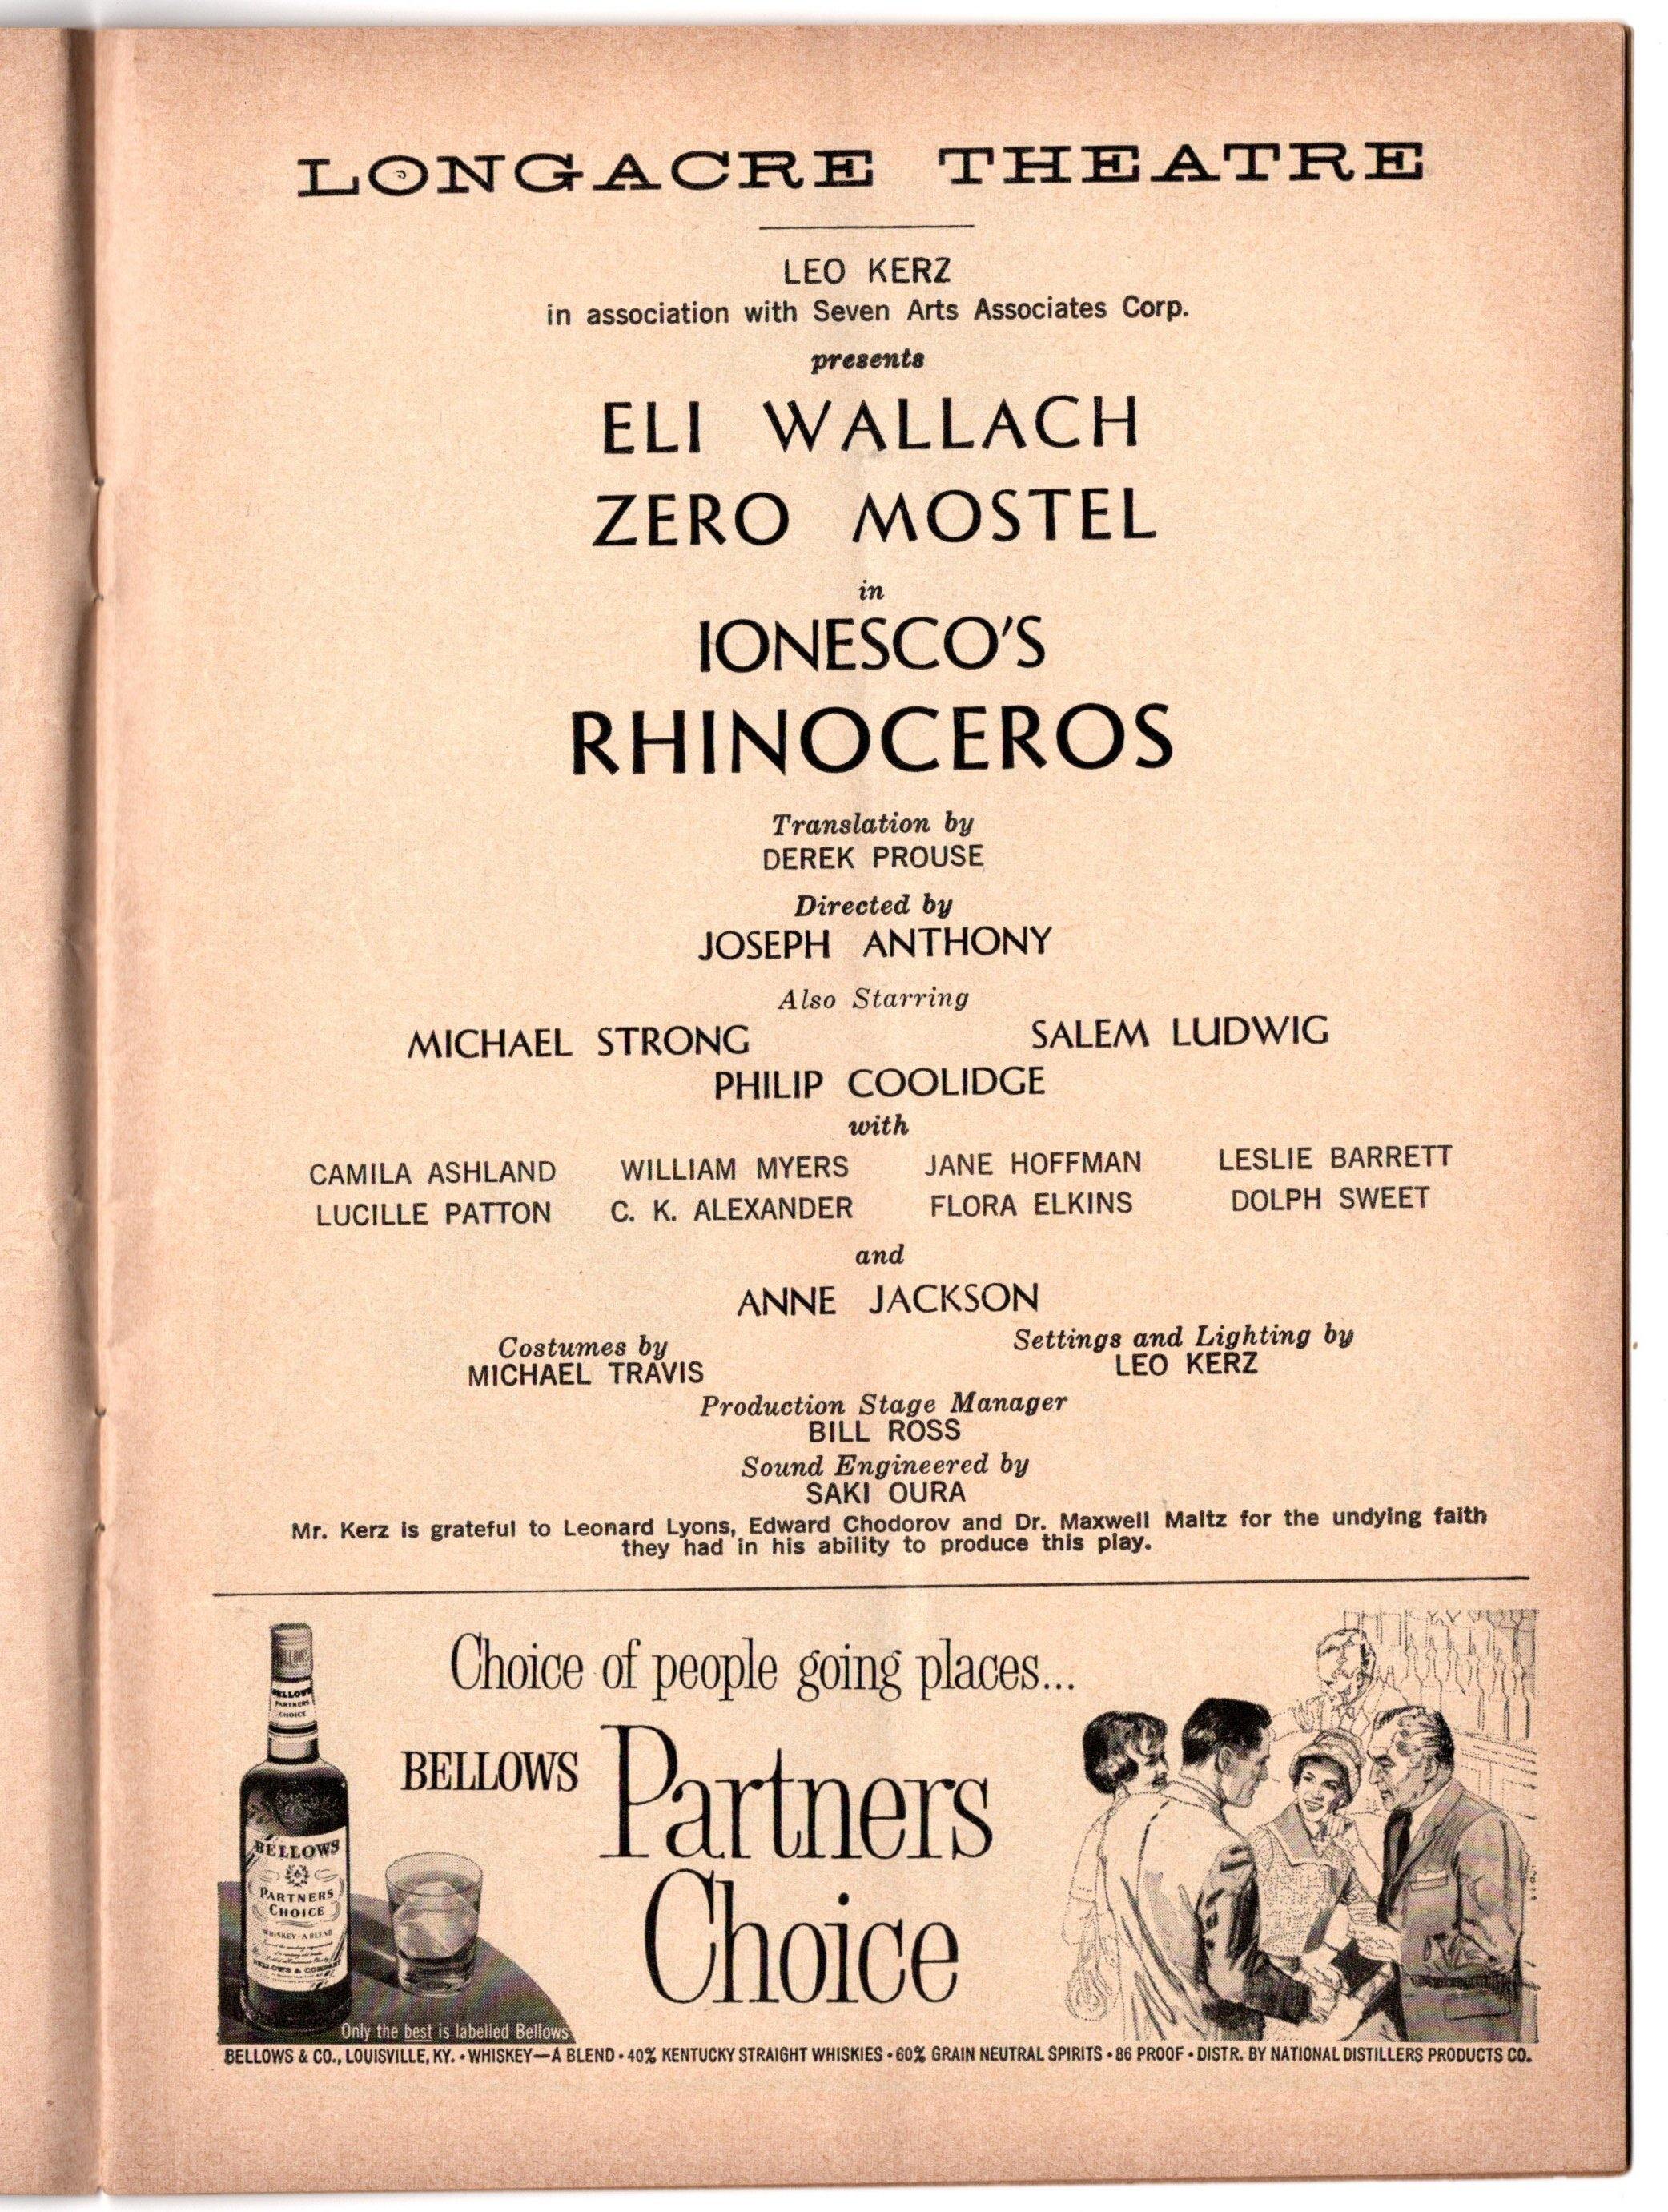 LONGACRE THEATRE
LEO KERZ
in association with Seven Arts Associates Corp.
presents
ELI WALLACH
ZERO MOSTEL
in
IONESCO'S
RHINOCEROS
Translation by
DEREK PROUSE
Directed by
JOSEPH ANTHONY
Also Starring
MICHAEL STRONG SALEM LUDWIG
PHILIP COOLIDGE
with
CAMILA ASHLAND WILLIAM MYERS JANE HOFFMAN LESLIE BARRETT
LUCILLE PATTON C. K. ALEXANDER FLORA ELKINS DOLPH SWEET
and
ANNE JACKSON
Costumes by Settings and Lighting by
MICHAEL TRAVIS LEO KERZ
Production Stage Manager
BILL ROSS
Sound Engineered by
SAKI OURA
Mr. Kerz is grateful to Leonard Lyons, Edward Chodorov and Dr. Maxwell Maltz for the undying faith
they had in his ability to produce this play.
Choice of people going places...
BELLOWS Partners
Choice
BELLOWS
PARTNERS
CHOICE
BELLOWS
PARTNERS
CHOICE
WHISKEY - A BLEND
Only the best is labelled Bellows
BELLOWS & CO., LOUISVILLE, KY. • WHISKEY—A BLEND • 40% KENTUCKY STRAIGHT WHISKIES • 60% GRAIN NEUTRAL SPIRITS • 86 PROOF • DISTR. BY NATIONAL DISTILLERS PRODUCTS CO.